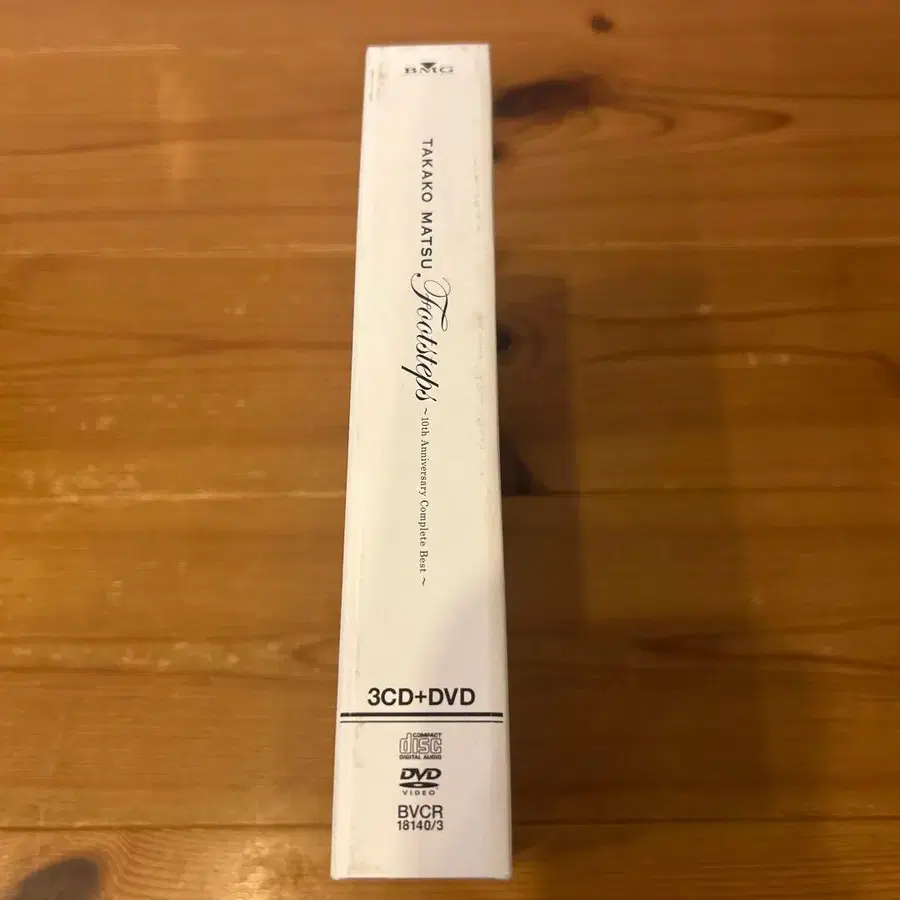 BMG
TAKAKO MATSU
Footsteps
~10th Anniversary Complete Best~
3CD+DVD
COMPACT
disc
DIGITAL AUDIO
DVD
VIDEO
BVCR
18140/3